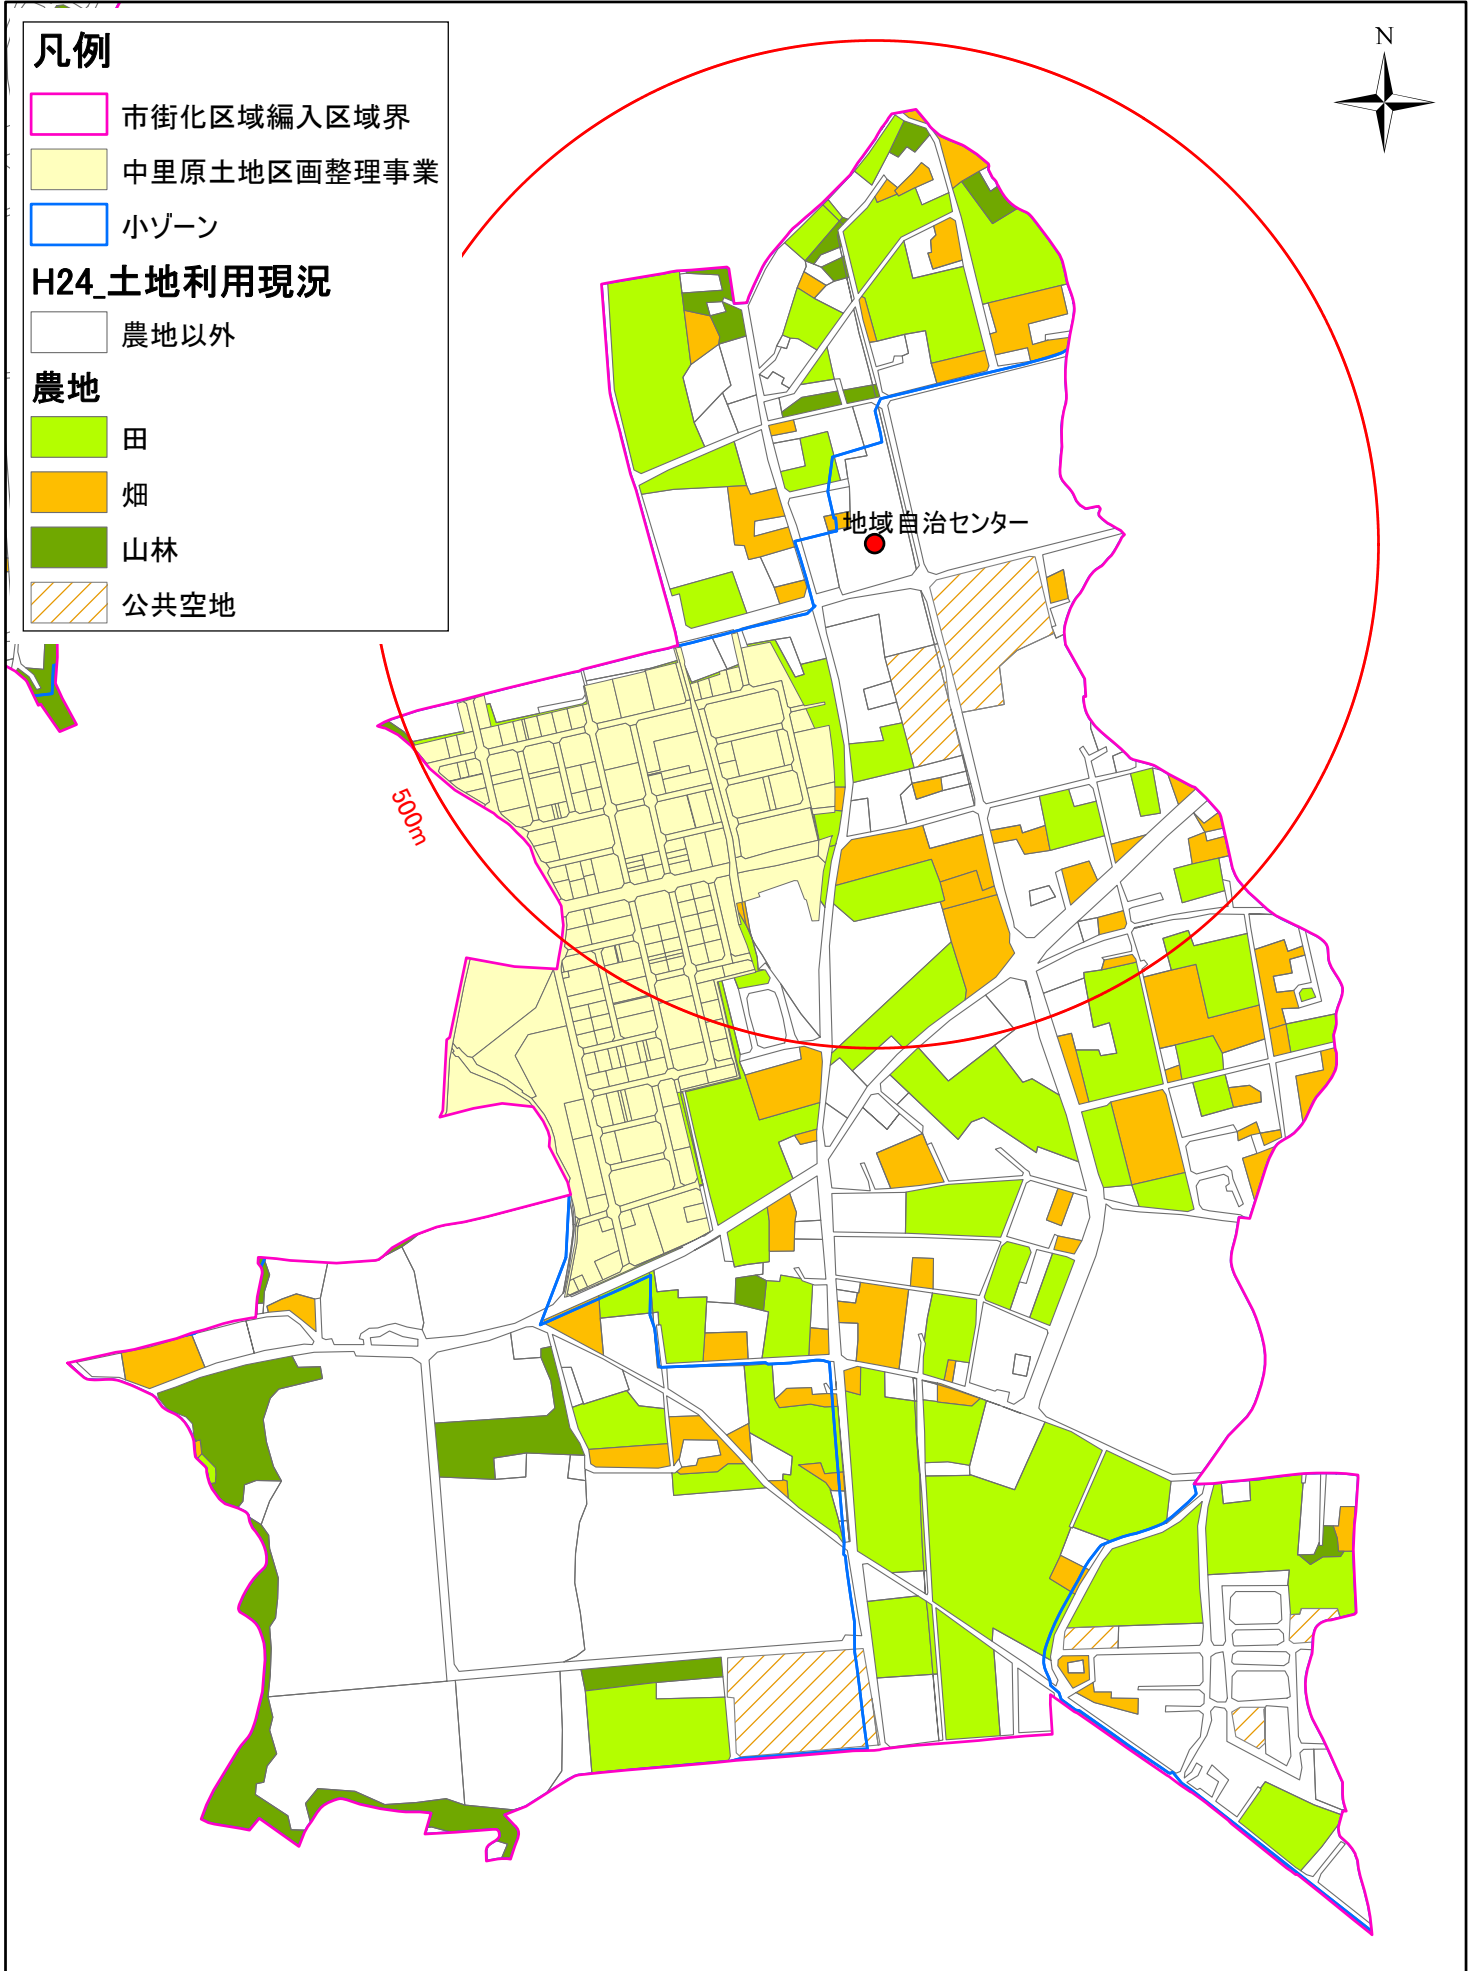 凡例
市街化区域編入区域界
中里原土地区画整理事業
小ゾーン
H24_土地利用現況
農地以外
農地
田
畑
山林
公共空地
N
地域自治センター
500m